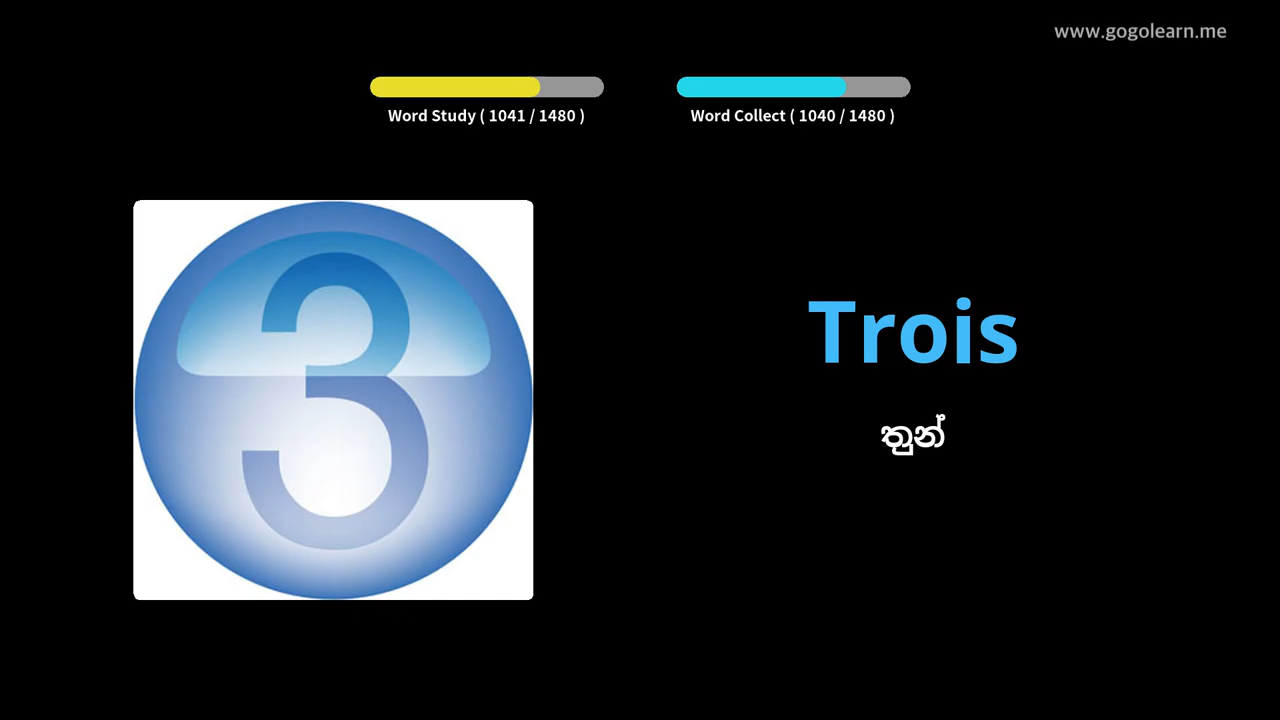 www.gogolearn.me
Word Study ( 1041 / 1480 )
Word Collect ( 1040 / 1480 )
3
Trois
තුන්